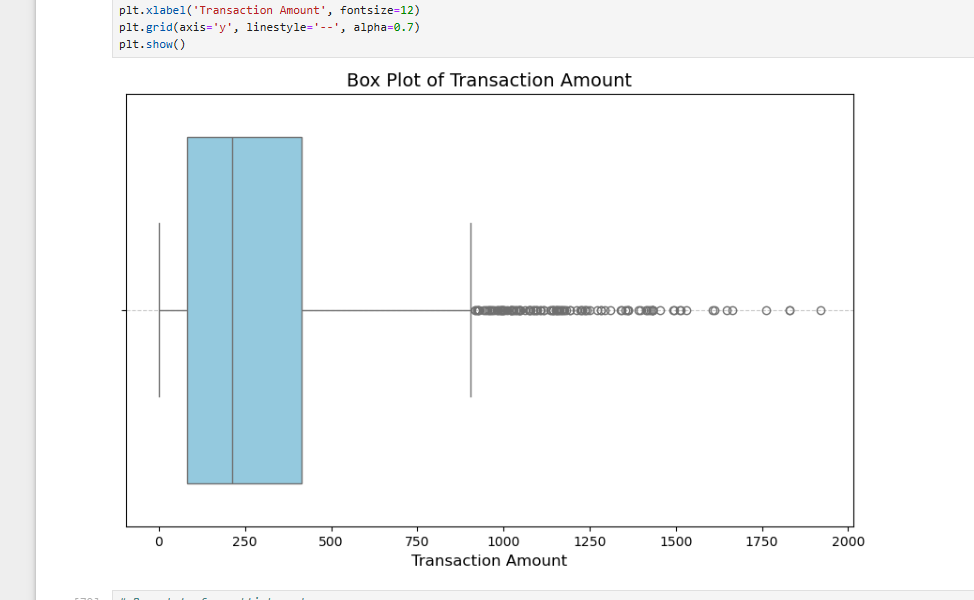 plt.xlabel('Transaction Amount', fontsize=12)
plt.grid(axis='y', linestyle='--', alpha=0.7)
plt.show()
Box Plot of Transaction Amount
0 250 500 750 1000 1250 1500 1750 2000
Transaction Amount